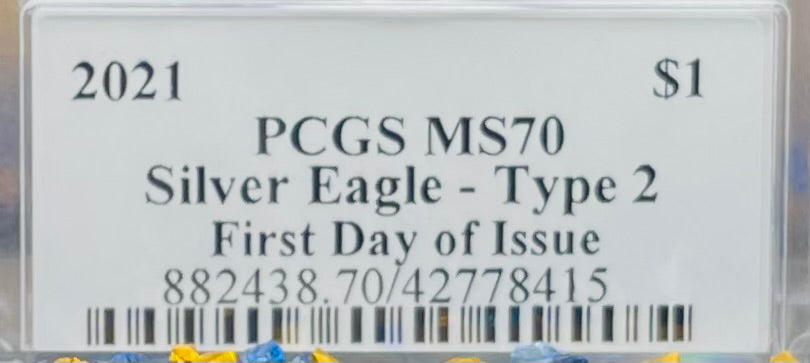 2021 $1
PCGS MS70
Silver Eagle - Type 2
First Day of Issue
882438.70/42778415